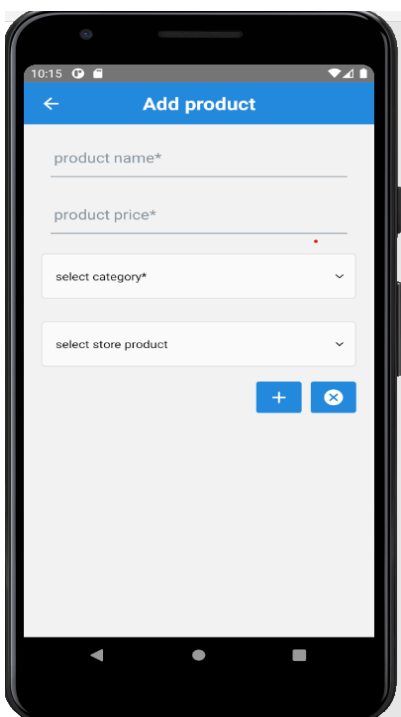 10:15
Add product
product name*
product price*
select category*
select store product